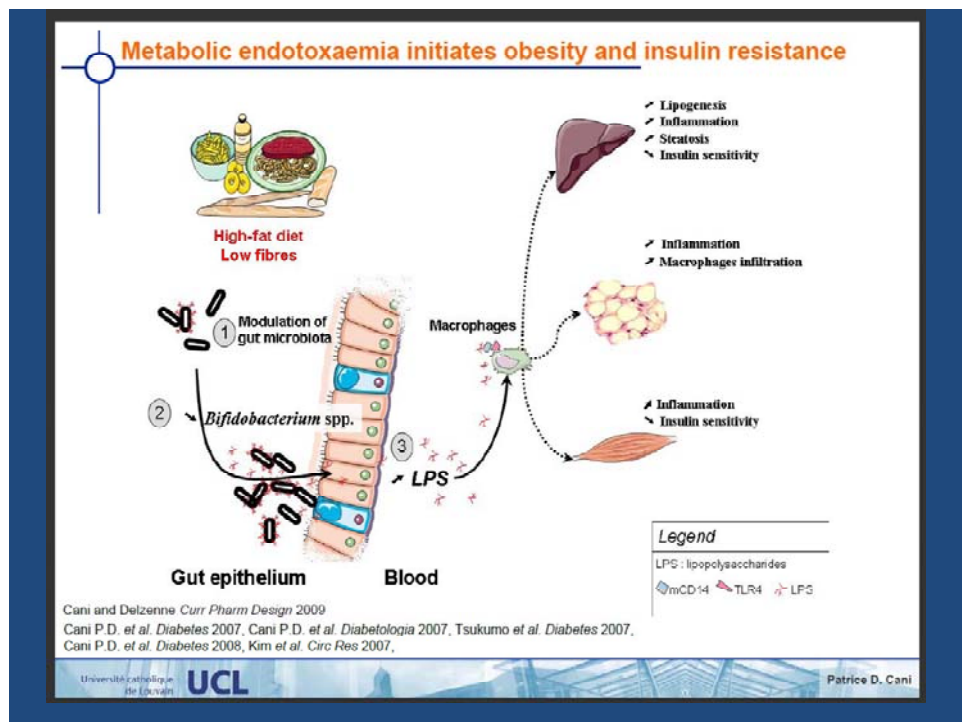 Metabolic endotoxaemia initiates obesity and insulin resistance
➚ Lipogenesis
➚ Inflammation
➚ Steatosis
➘ Insulin sensitivity
High-fat diet
Low fibres
➚ Inflammation
➚ Macrophages infiltration
1 Modulation of
gut microbiota
Macrophages
2 ➘ Bifidobacterium spp.
➚ Inflammation
➘ Insulin sensitivity
3
➚ LPS
Legend
LPS : lipopolysaccharides
mCD14 TLR4 LPS
Gut epithelium Blood
Cani and Delzenne Curr Pharm Design 2009
Cani P.D. et al. Diabetes 2007, Cani P.D. et al. Diabetologia 2007, Tsukumo et al. Diabetes 2007,
Cani P.D. et al. Diabetes 2008, Kim et al. Circ Res 2007,
Université catholique
de Louvain
UCL
Patrice D. Cani